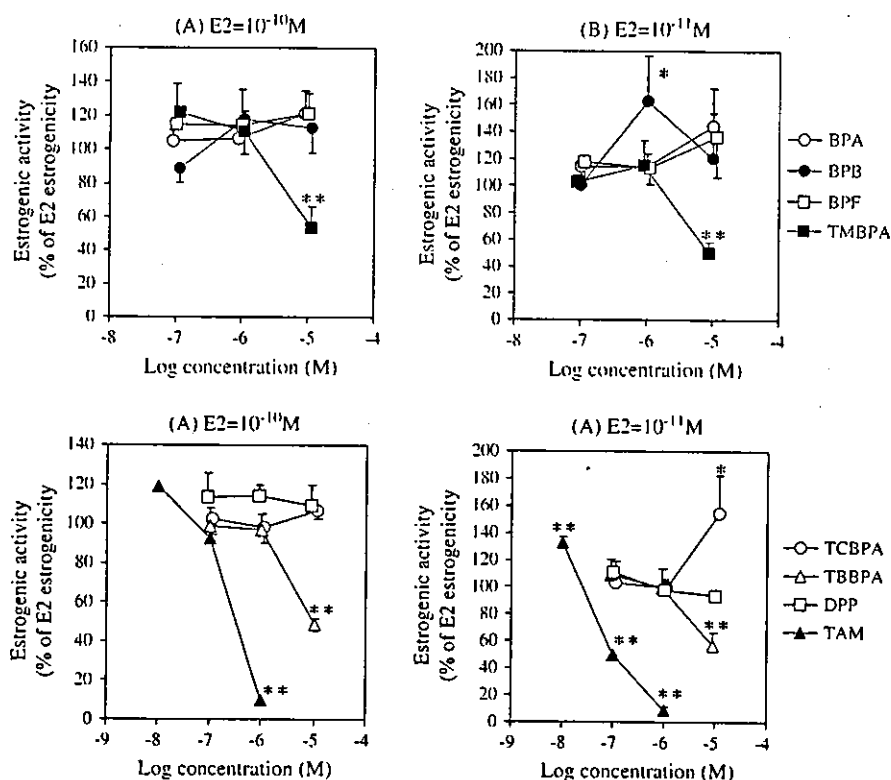 (A) E2=10⁻¹⁰M
Estrogenic activity
(% of E2 estrogenicity)
140
120
100
80
60
40
20
0
**
-8 -7 -6 -5 -4
Log concentration (M)
(B) E2=10⁻¹¹M
Estrogenic activity
(% of E2 estrogenicity)
200
180
160
140
120
100
80
60
40
20
0
*
**
-8 -7 -6 -5 -4
Log concentration (M)
BPA
BPB
BPF
TMBPA
(A) E2=10⁻¹⁰M
Estrogenic activity
(% of E2 estrogenicity)
140
120
100
80
60
40
20
0
**
**
-9 -8 -7 -6 -5 -4
Log concentration (M)
(A) E2=10⁻¹¹M
Estrogenic activity
(% of E2 estrogenicity)
200
180
160
140
120
100
80
60
40
20
0
*
**
**
**
**
-9 -8 -7 -6 -5 -4
Log concentration (M)
TCBPA
TBBPA
DPP
TAM